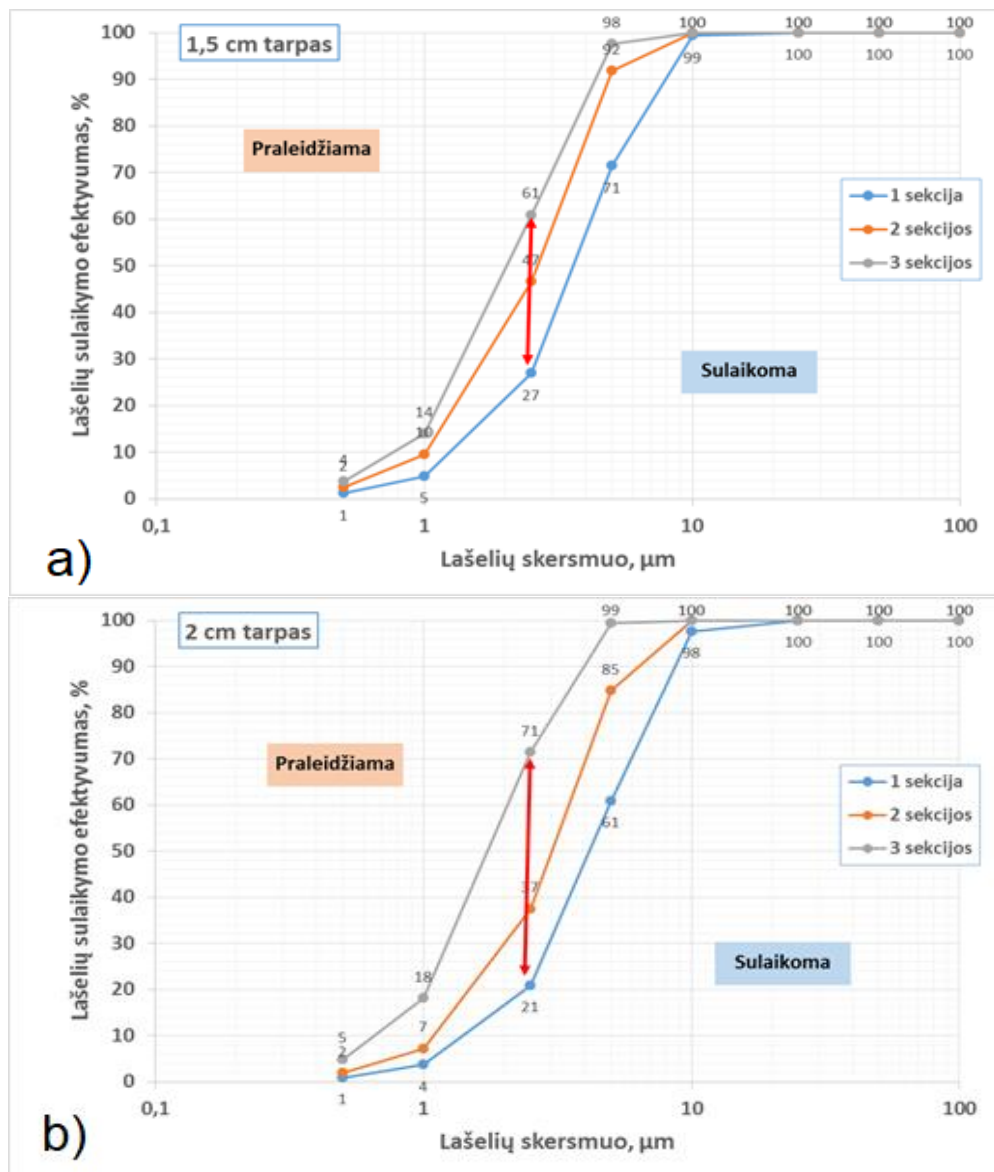 1,5 cm tarpas
Lašelių sulaikymo efektyvumas, %
100
90
80
70
60
50
40
30
20
10
0
98 100 100 100 100
92 99 100 100 100
Praleidžiama
71
61
47
27
14
10
5
4
2
1
1 sekcija
2 sekcijos
3 sekcijos
Sulaikoma
0,1 1 10 100
Lašelių skersmuo, µm
a)
2 cm tarpas
Lašelių sulaikymo efektyvumas, %
100
90
80
70
60
50
40
30
20
10
0
99 100 100 100 100
98 100 100 100
85
Praleidžiama
71
61
37
21
18
7
4
5
2
1
1 sekcija
2 sekcijos
3 sekcijos
Sulaikoma
0,1 1 10 100
Lašelių skersmuo, µm
b)